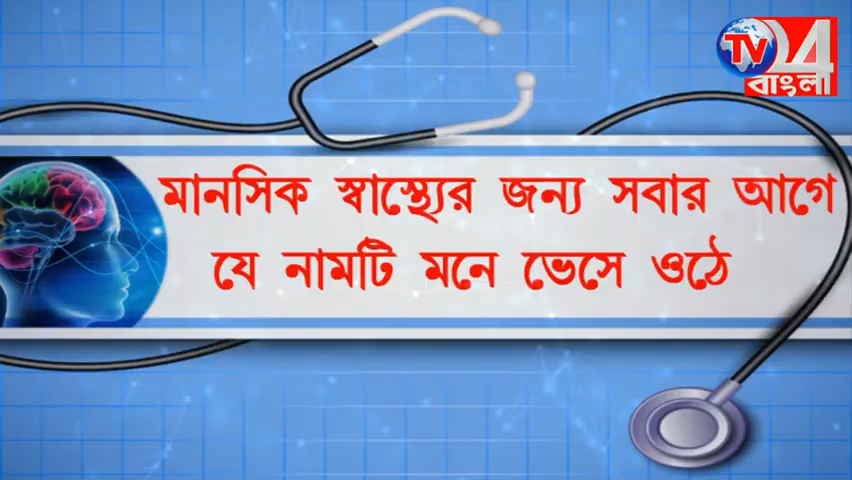 TV 24
বাংলা
মানসিক স্বাস্থ্যের জন্য সবার আগে
যে নামটি মনে ভেসে ওঠে